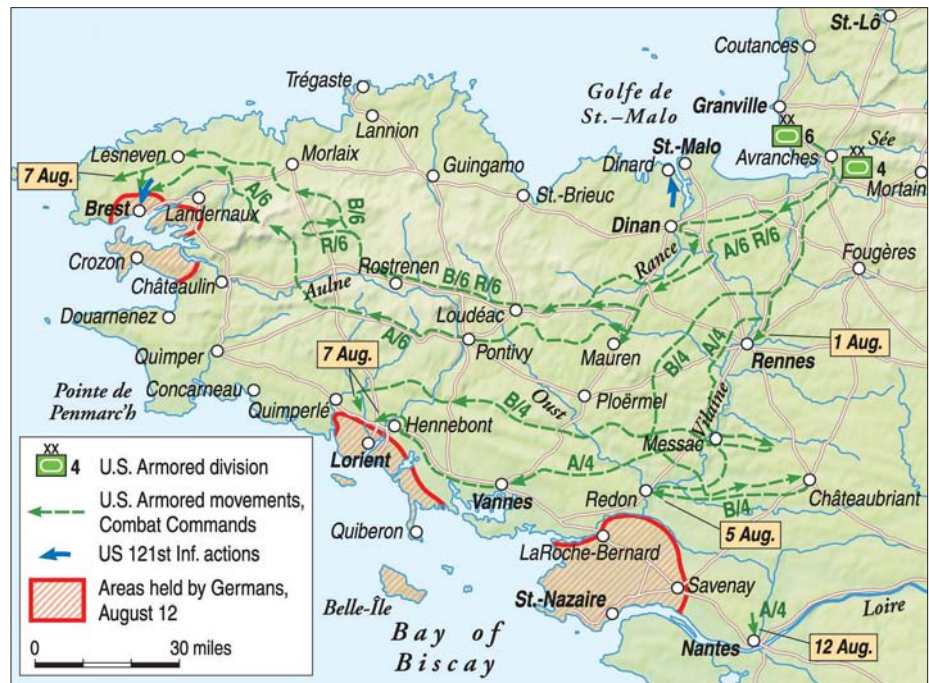 St.-Lô
Coutances
Trégaste
Golfe de
St.-Malo
Granville
XX
6
Sée
Lannion
Lesneven
Morlaix
Guingamo
Dinard
St.-Malo
Avranches
XX
4
Mortain
7 Aug.
A/6
St.-Brieuc
Brest
Landernaux
B/6
Dinan
R/6
Rance
A/6 R/6
Fougères
Crozon
Rostrenen
B/6 R/6
Châteaulin
Aulne
Loudéac
Douarnenez
A/6
Pontivy
Mauren
B/4
A/4
Rennes
1 Aug.
Quimper
7 Aug.
Pointe de
Penmarc'h
Concarneau
Quimperlé
B/4
Oust
Ploërmel
Vilaine
Hennebont
Messac
Lorient
A/4
Vannes
Redon
B/4
Châteaubriant
Quiberon
5 Aug.
LaRoche-Bernard
Belle-Île
Savenay
St.-Nazaire
A/4
Loire
Bay of
Biscay
Nantes
12 Aug.
XX
4 U.S. Armored division
U.S. Armored movements,
Combat Commands
US 121st Inf. actions
Areas held by Germans,
August 12
0 30 miles